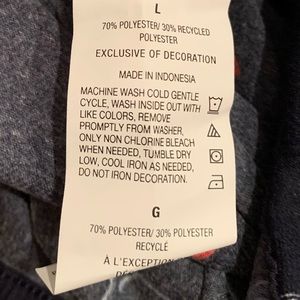 L
70% POLYESTER/ 30% RECYCLED
POLYESTER
EXCLUSIVE OF DECORATION
MADE IN INDONESIA
MACHINE WASH COLD GENTLE
CYCLE, WASH INSIDE OUT WITH
LIKE COLORS, REMOVE
PROMPTLY FROM WASHER,
ONLY NON CHLORINE BLEACH
WHEN NEEDED, TUMBLE DRY
LOW, COOL IRON AS NEEDED,
DO NOT DRY CLEAN
G
70% POLYESTER/ 30% POLYESTER
RECYCLÉ
À L'EXCEPTION